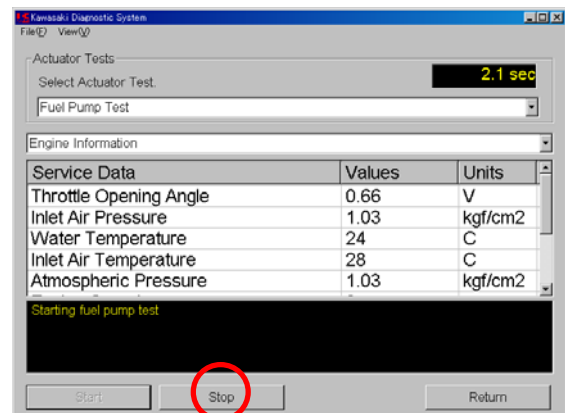 Kawasaki Diagnostic System
File(F) View(V)
Actuator Tests
Select Actuator Test.
2.1 sec
Fuel Pump Test
Engine Information
Service Data Values Units
Throttle Opening Angle 0.66 V
Inlet Air Pressure 1.03 kgf/cm2
Water Temperature 24 C
Inlet Air Temperature 28 C
Atmospheric Pressure 1.03 kgf/cm2
Starting fuel pump test
Start Stop Return